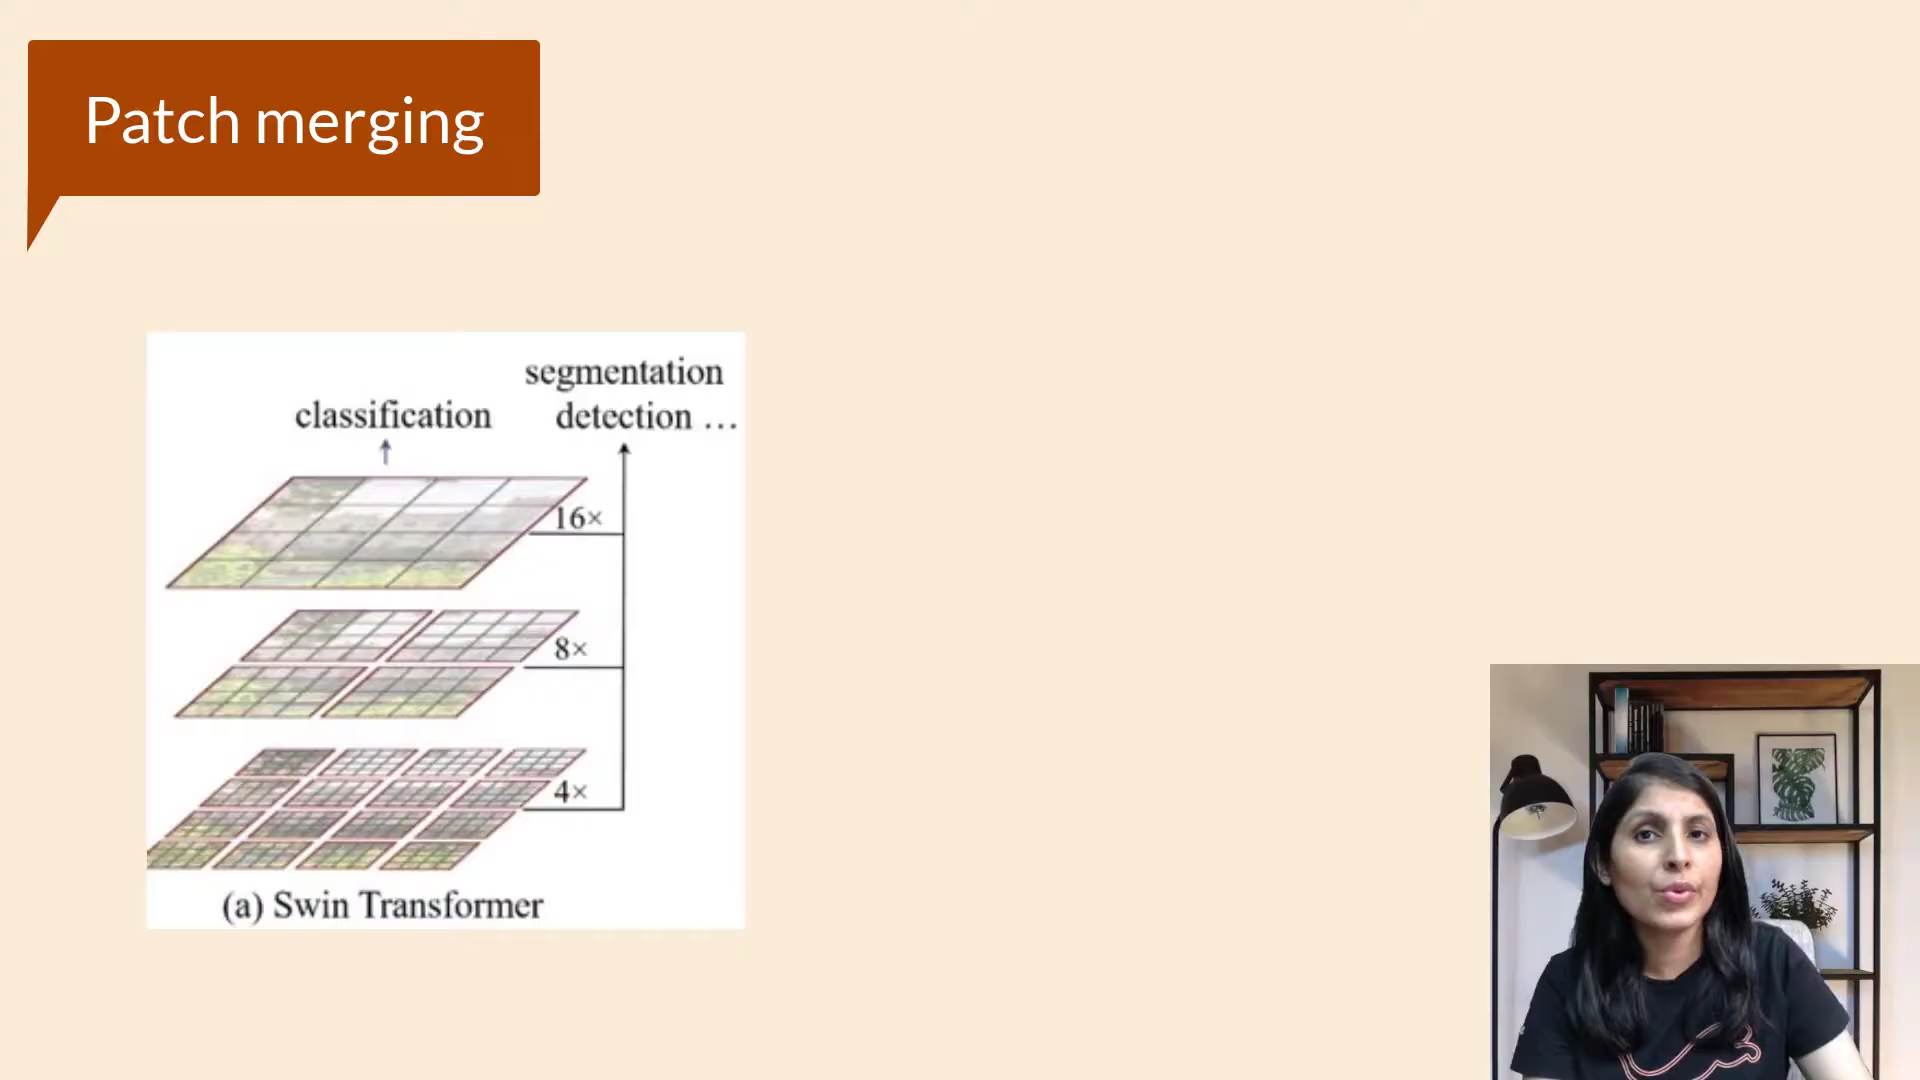 Patch merging
segmentation
classification
detection ...
16×
8×
4×
(a) Swin Transformer